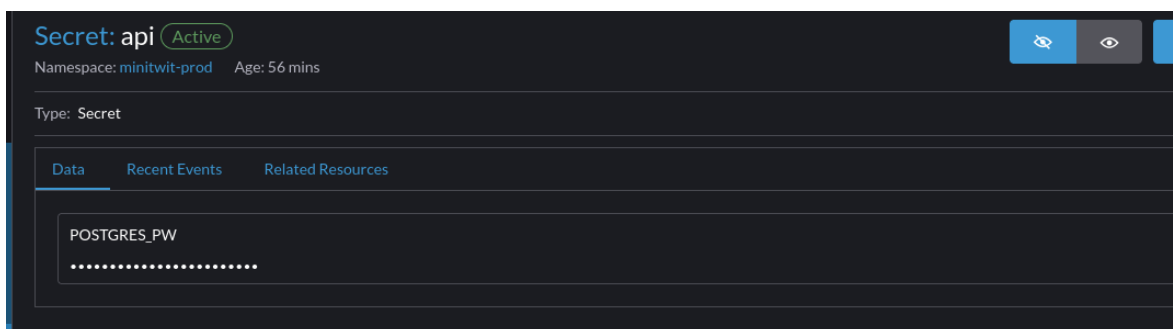 Secret: api Active
Namespace: minitwit-prod Age: 56 mins
Type: Secret
Data Recent Events Related Resources
POSTGRES_PW
••••••••••••••••••••••••